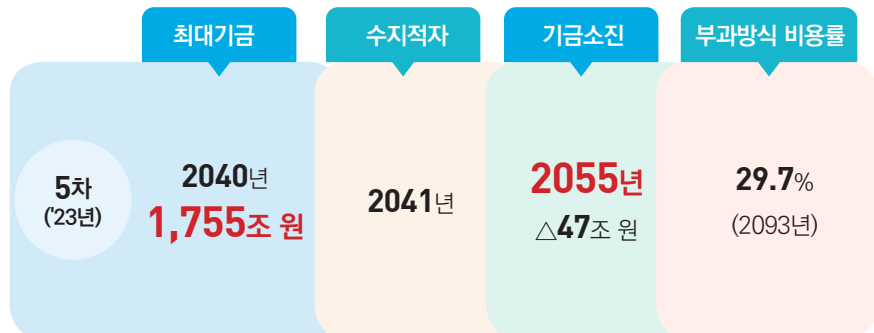 최대기금
수지적자
기금소진
부과방식 비용률
5차
('23년)
2040년
1,755조 원
2041년
2055년
△47조 원
29.7%
(2093년)